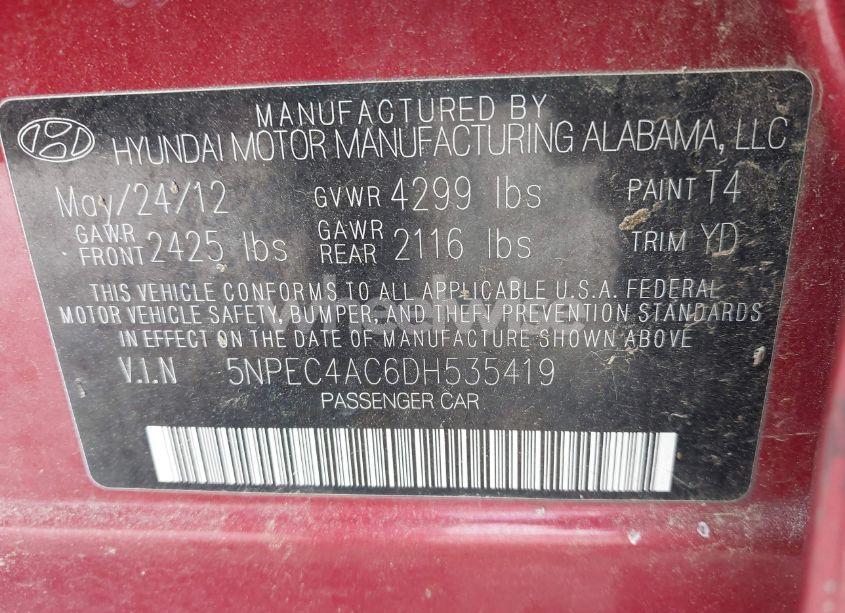 MANUFACTURED BY
HYUNDAI MOTOR MANUFACTURING ALABAMA, LLC
May/24/12 GVWR 4299 lbs PAINT T4
GAWR FRONT 2425 lbs GAWR REAR 2116 lbs TRIM YD
THIS VEHICLE CONFORMS TO ALL APPLICABLE U.S.A. FEDERAL
MOTOR VEHICLE SAFETY, BUMPER, AND THEFT PREVENTION STANDARDS
IN EFFECT ON THE DATE OF MANUFACTURE SHOWN ABOVE
V.I.N 5NPEC4AC6DH535419
PASSENGER CAR